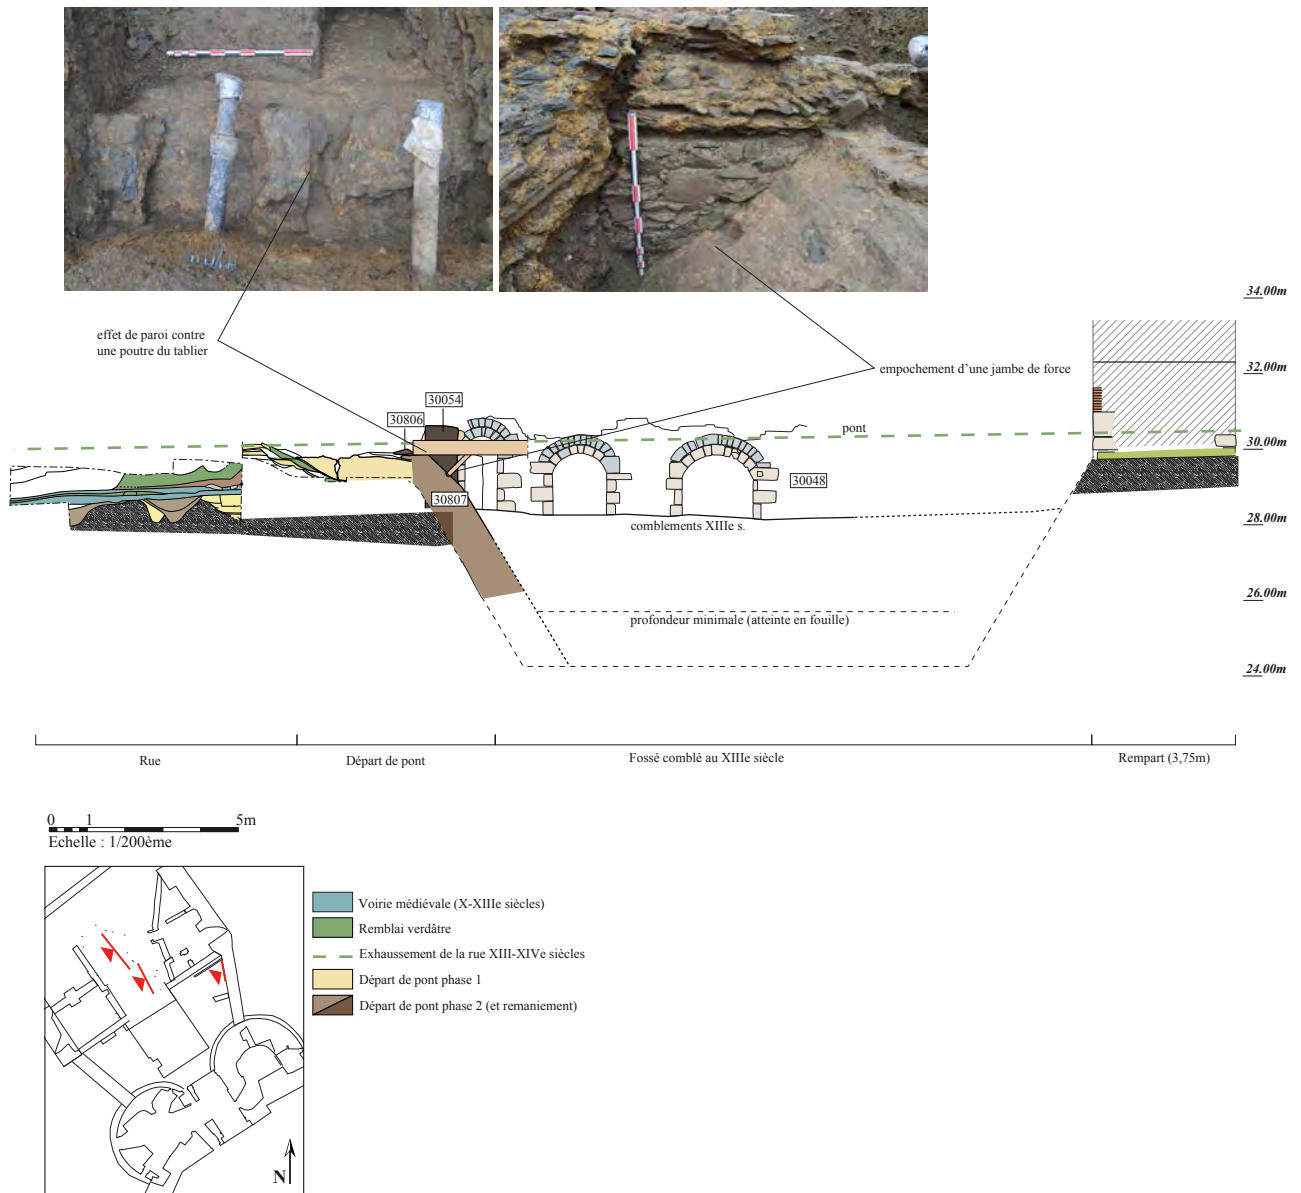 34.00m
effet de paroi contre
une poutre du tablier
empochement d'une jambe de force
32.00m
30054
30806
pont
30.00m
30048
30807
comblements XIIIe s.
28.00m
26.00m
profondeur minimale (atteinte en fouille)
24.00m
Rue
Départ de pont
Fossé comblé au XIIIe siècle
Rempart (3,75m)
0 1 5m
Echelle : 1/200ème
Voirie médiévale (X-XIIIe siècles)
Remblai verdâtre
Exhaussement de la rue XIII-XIVe siècles
Départ de pont phase 1
Départ de pont phase 2 (et remaniement)
N